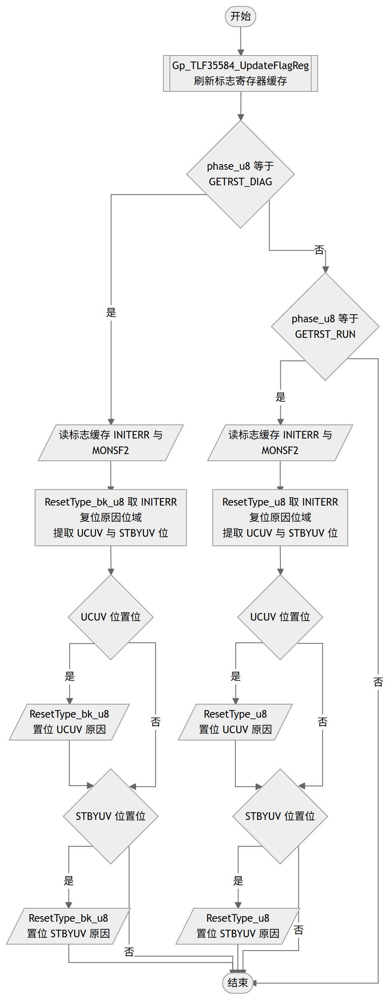 开始
Gp_TLF35584_UpdateFlagReg
刷新标志寄存器缓存
phase_u8 等于
GETRST_DIAG
否
phase_u8 等于
GETRST_RUN
是
是
读标志缓存 INITERR 与
MONSF2
读标志缓存 INITERR 与
MONSF2
ResetType_bk_u8 取 INITERR
复位原因位域
提取 UCUV 与 STBYUV 位
ResetType_u8 取 INITERR
复位原因位域
提取 UCUV 与 STBYUV 位
UCUV 位置位
UCUV 位置位
是
是
否
ResetType_bk_u8
置位 UCUV 原因
否
ResetType_u8
置位 UCUV 原因
否
STBYUV 位置位
STBYUV 位置位
是
是
ResetType_bk_u8
置位 STBYUV 原因
ResetType_u8
置位 STBYUV 原因
否
否
结束